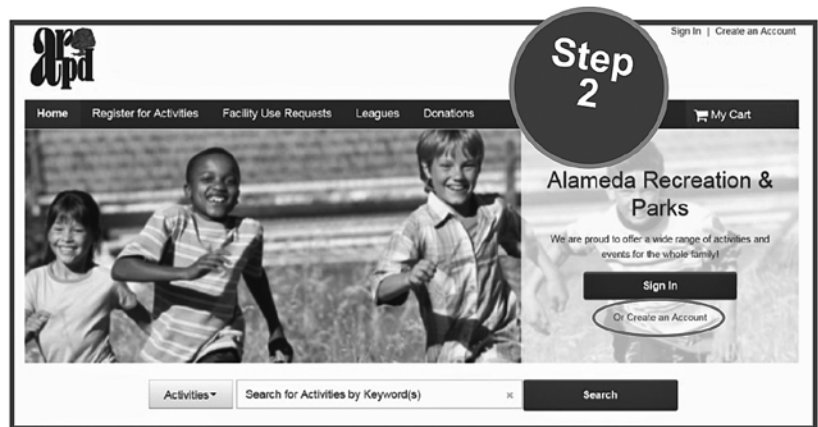 arpd
Sign In | Create an Account
Step
2
Home Register for Activities Facility Use Requests Leagues Donations My Cart
Alameda Recreation &
Parks
We are proud to offer a wide range of activities and
events for the whole family!
Sign In
Or Create an Account
Activities Search for Activities by Keyword(s) × Search